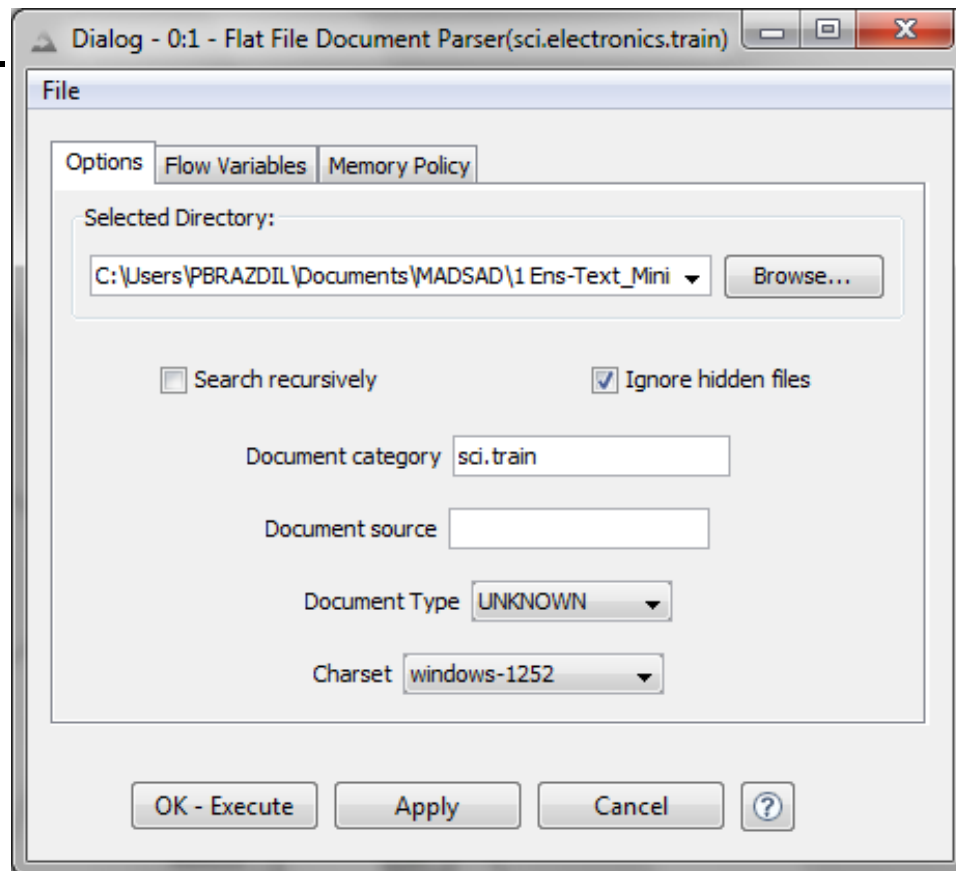 Dialog - 0:1 - Flat File Document Parser(sci.electronics.train)
File
Options Flow Variables Memory Policy
Selected Directory:
C:\Users\PBRAZDIL\Documents\MADSAD\1 Ens-Text_Mini Browse...
Search recursively Ignore hidden files
Document category sci.train
Document source
Document Type UNKNOWN
Charset windows-1252
OK - Execute Apply Cancel ?